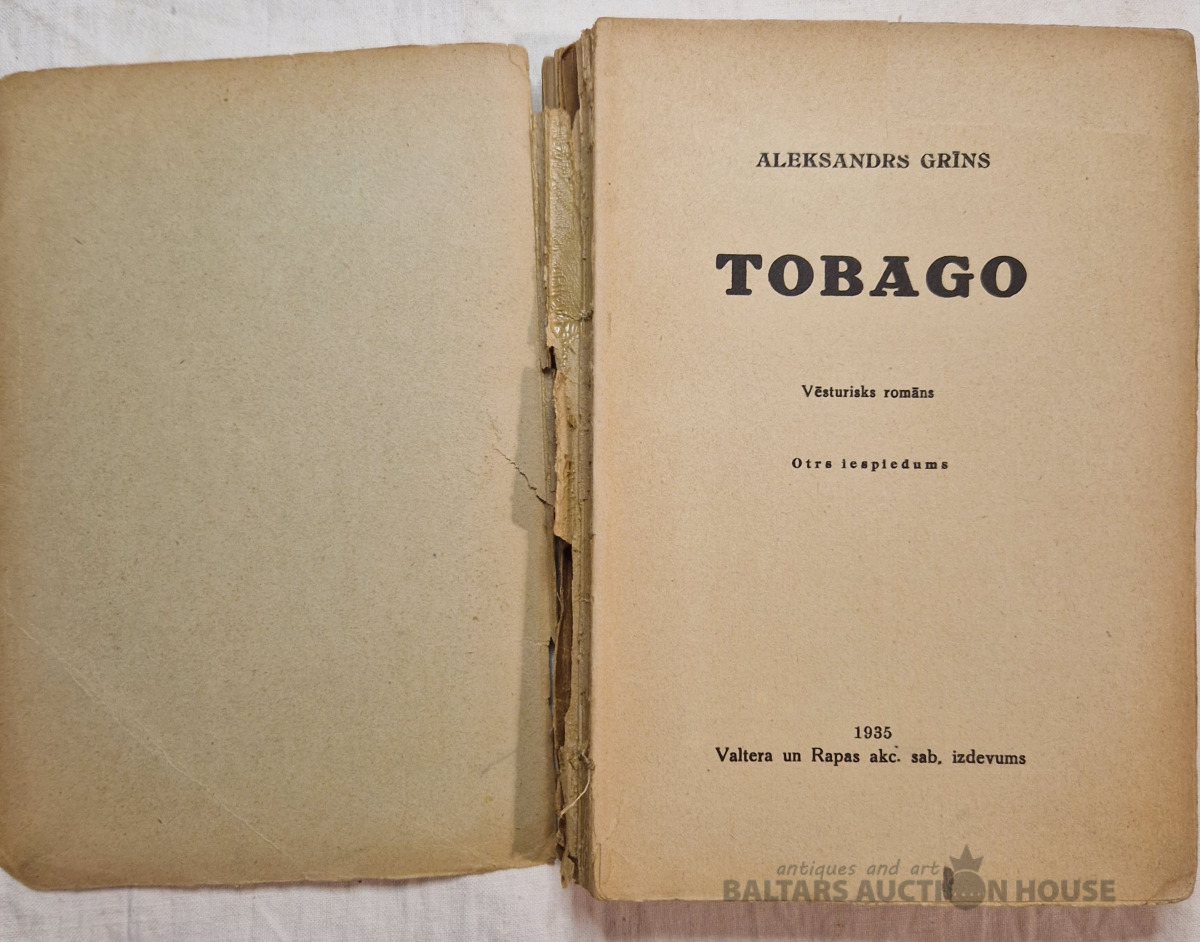 ALEKSANDRS GRĪNS
TOBAGO
Vēsturisks romāns
Otrs iespiedums
1935
Valtera un Rapas akc. sab. izdevums
antiques and art
BALTARS AUCTION HOUSE